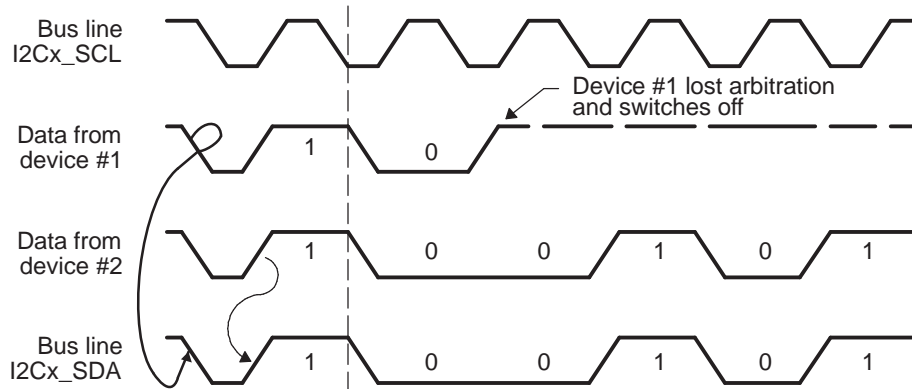 Bus line
I2Cx_SCL
Device #1 lost arbitration
and switches off
Data from
device #1
1
0
Data from
device #2
1 0 0 1 0 1
Bus line
I2Cx_SDA
1 0 0 1 0 1